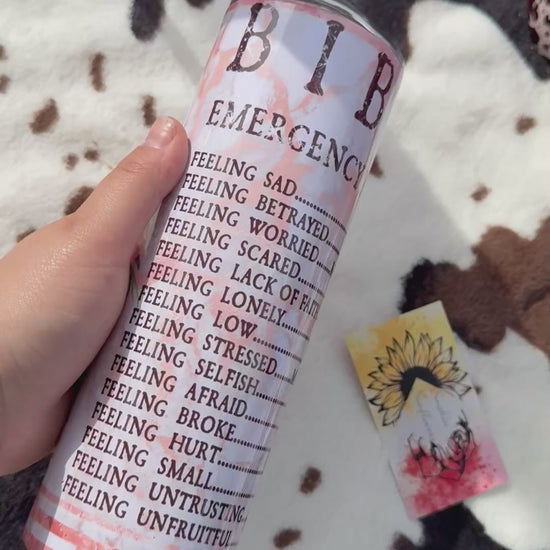 BIB
EMERGENCY
FEELING SAD..........
FEELING BETRAYED......
FEELING WORRIED......
FEELING SCARED........
FEELING LACK OF FAITH
FEELING LONELY......
FEELING LOW..........
FEELING STRESSED....
FEELING SELFISH......
FEELING AFRAID......
FEELING BROKE........
FEELING HURT........
FEELING SMALL........
FEELING UNTRUSTING.
FEELING UNFRUITFUL